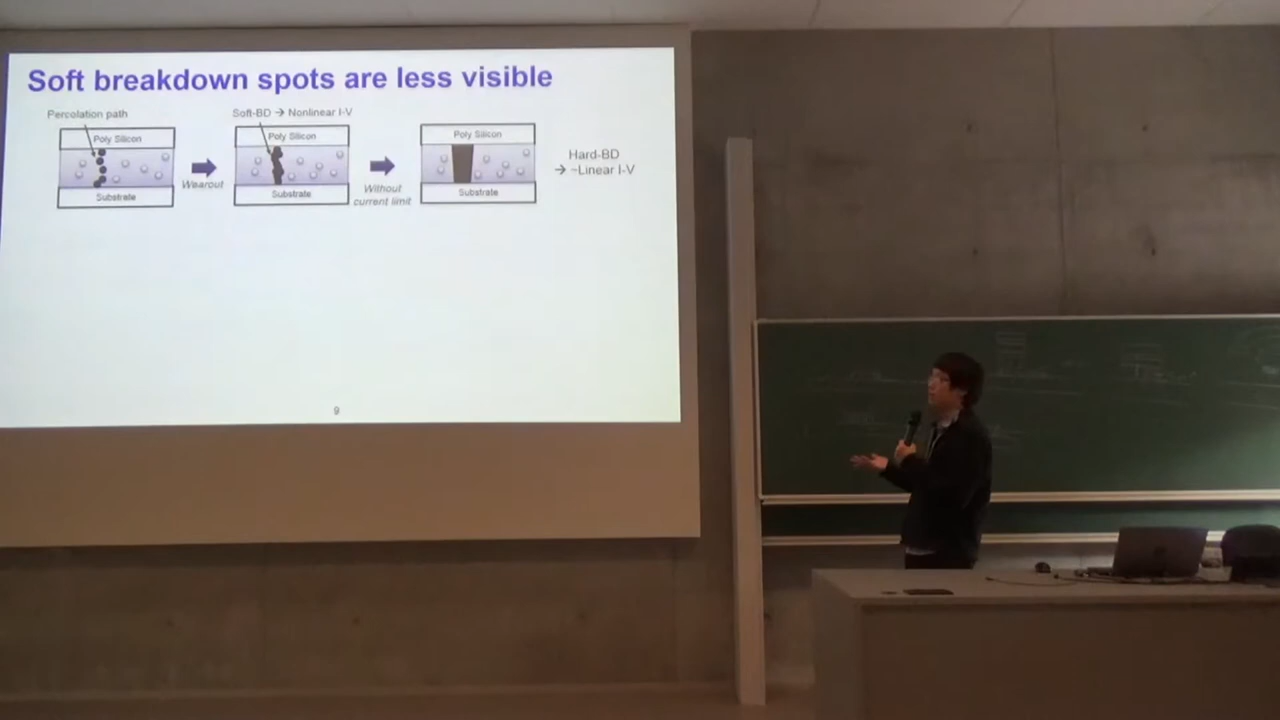 Soft breakdown spots are less visible
Percolation path
Poly Silicon
Substrate
Wearout
Soft-BD → Nonlinear I-V
Poly Silicon
Substrate
Without
current limit
Poly Silicon
Substrate
Hard-BD
→ ~Linear I-V
9